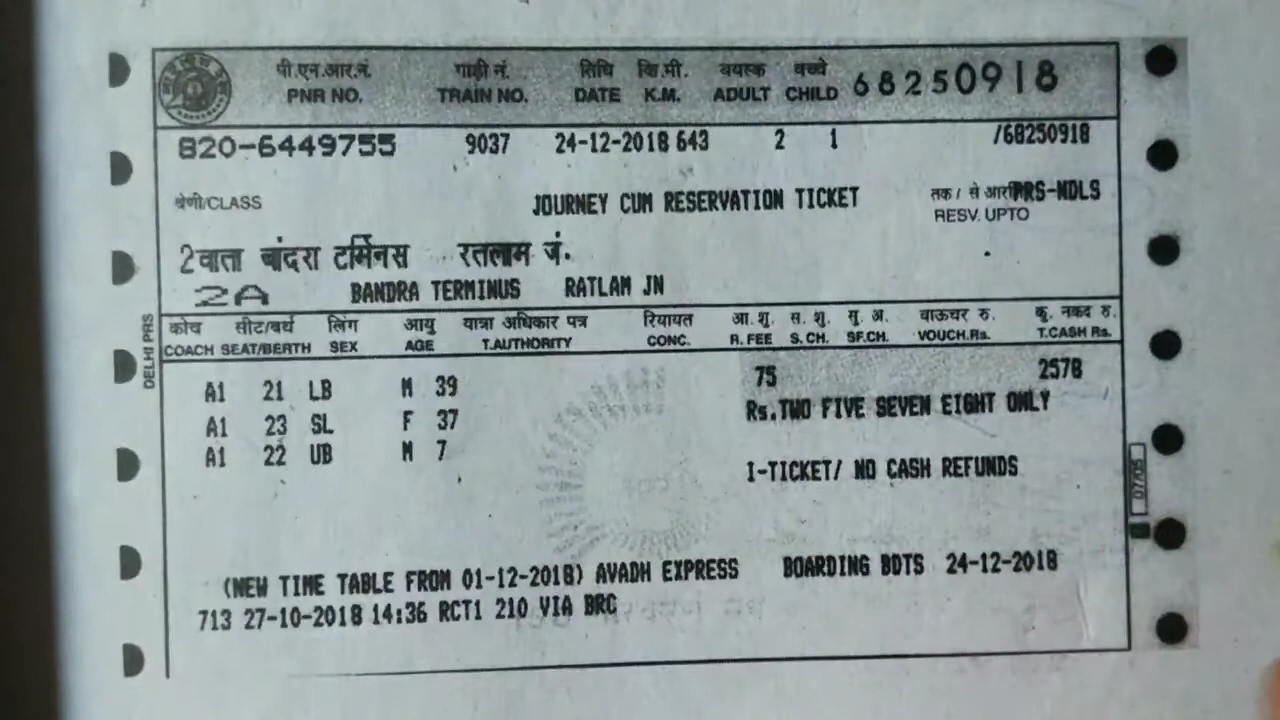 पी.एन.आर.नं. गाड़ी नं. तिथि कि.मी. वयस्क बच्चे 68250918
PNR NO. TRAIN NO. DATE K.M. ADULT CHILD
820-6449755 9037 24-12-2018 643 2 1 /68250918
श्रेणी/CLASS JOURNEY CUM RESERVATION TICKET तक / से PRS-NDLS
RESV. UPTO
2वाता बांदरा टर्मिनस रतलाम जं.
2A BANDRA TERMINUS RATLAM JN
कोच सीट/बर्थ लिंग आयु यात्रा अधिकार पत्र रियायत आ.शु. स.शु. सु.अ. वाऊचर रु. कु. नकद रु.
COACH SEAT/BERTH SEX AGE T.AUTHORITY CONC. R.FEE S.CH. SF.CH. VOUCH.Rs. T.CASH Rs.
A1 21 LB M 39 75 2578
Rs.TWO FIVE SEVEN EIGHT ONLY
A1 23 SL F 37
A1 22 UB M 7
I-TICKET/ NO CASH REFUNDS
(NEW TIME TABLE FROM 01-12-2018) AVADH EXPRESS BOARDING BDTS 24-12-2018
713 27-10-2018 14:36 RCT1 210 VIA BRC
DELHI PRS
07/05